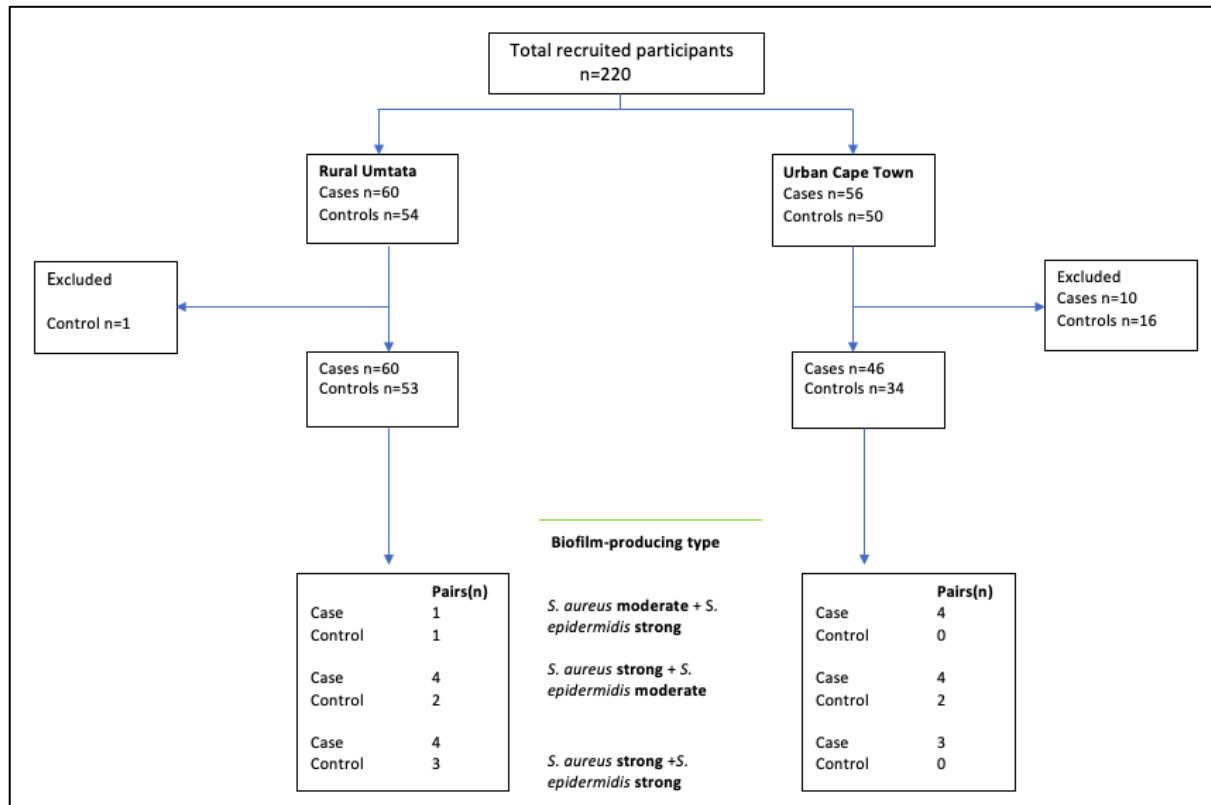 Total recruited participants
n=220
Rural Umtata
Cases n=60
Controls n=54
Urban Cape Town
Cases n=56
Controls n=50
Excluded
Control n=1
Excluded
Cases n=10
Controls n=16
Cases n=60
Controls n=53
Cases n=46
Controls n=34
Biofilm-producing type
Pairs(n)
Case 1
Control 1
Case 4
Control 2
Case 4
Control 3
S. aureus moderate + S.
epidermidis strong
S. aureus strong + S.
epidermidis moderate
S. aureus strong +S.
epidermidis strong
Pairs(n)
Case 4
Control 0
Case 4
Control 2
Case 3
Control 0